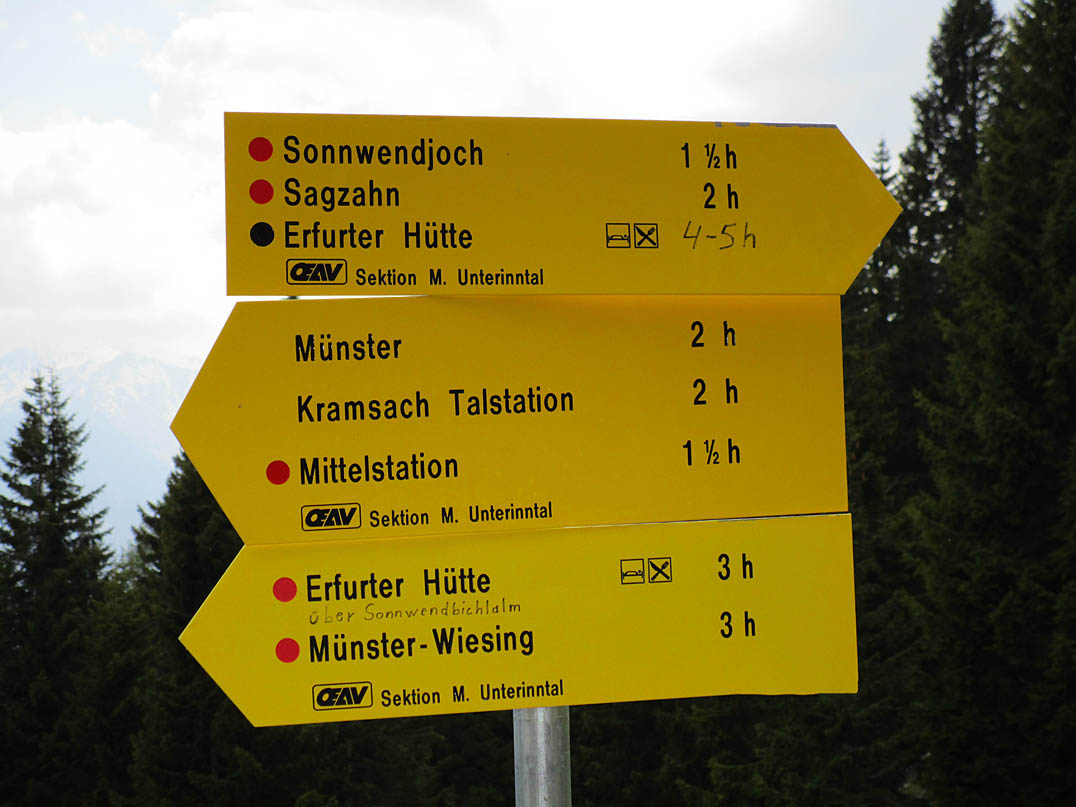 Sonnwendjoch 1 ½ h
Sagzahn 2 h
Erfurter Hütte 4-5h
ŒAV Sektion M. Unterinntal
Münster 2 h
Kramsach Talstation 2 h
Mittelstation 1 ½ h
ŒAV Sektion M. Unterinntal
Erfurter Hütte 3 h
über Sonnwendbichlalm
Münster-Wiesing 3 h
ŒAV Sektion M. Unterinntal